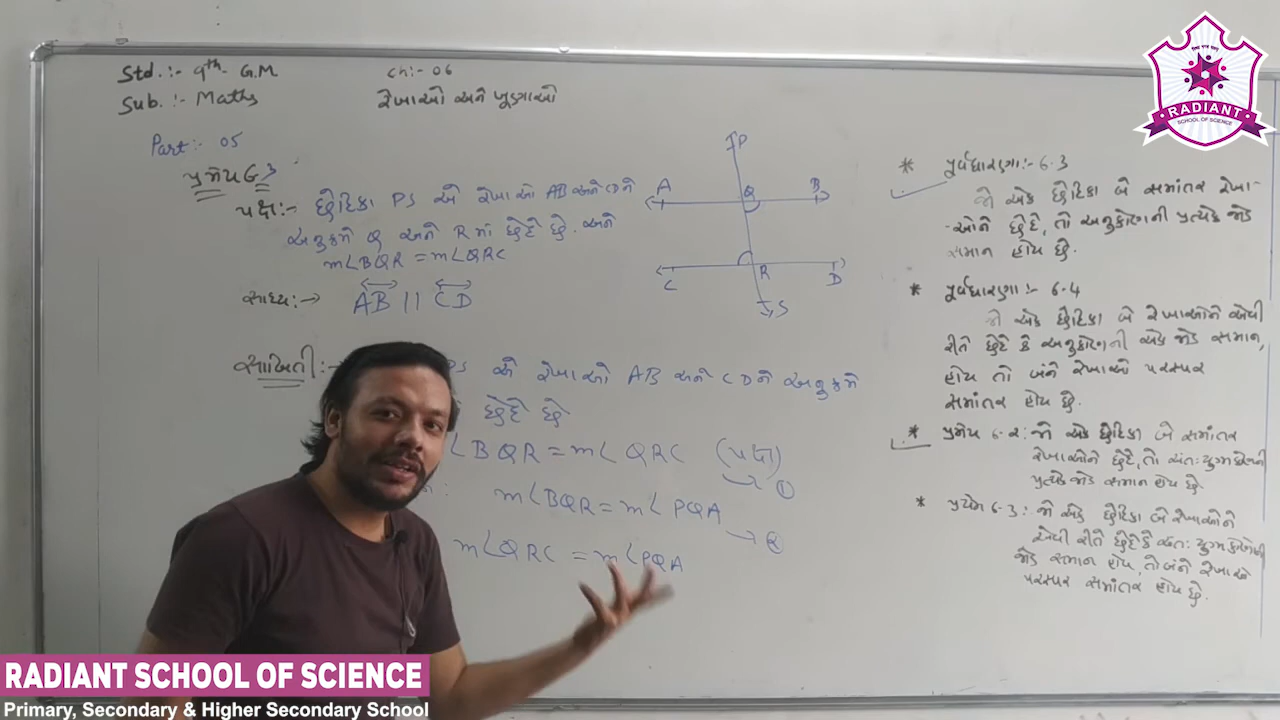 Std. :- 9th - G.M
Ch :- 06
Sub. :- Maths
રેખાઓ અને ખૂણાઓ
Part :- 05
પ્રમેય 6.3
પક્ષ :- છેદિકા PS એ રેખાઓ AB અને CD ને
અનુક્રમે Q અને R માં છેદે છે. અને
m∠BQR = m∠QRC
સાધ્ય :→ AB || CD
સાબિતી :-
PS એ રેખાઓ AB અને CD ને અનુક્રમે
છેદે છે
∠BQR = m∠QRC (પક્ષ)
→ ①
m∠BQR = m∠PQA
→ ②
m∠QRC = m∠PQA
P
A
Q
B
C
R
D
S
* પૂર્વધારણા :- 6.3
જો એક છેદિકા બે સમાંતર રેખા-
-ઓને છેદે, તો અનુકોણની પ્રત્યેક જોડ
સમાન હોય છે.
* પૂર્વધારણા :- 6.4
જો એક છેદિકા બે રેખાઓને એવી
રીતે છેદે કે અનુકોણની એક જોડ સમાન,
હોય તો બંને રેખાઓ પરસ્પર
સમાંતર હોય છે.
* પ્રમેય 6.2 : જો એક છેદિકા બે સમાંતર
રેખાઓને છેદે, તો અંતઃયુગ્મકોણની
પ્રત્યેક જોડ સમાન હોય છે.
* પ્રમેય 6.3 : જો એક છેદિકા બે રેખાઓને
એવી રીતે છેદે કે અંતઃ યુગ્મકોણની
જોડ સમાન હોય, તો બંને રેખાઓ
પરસ્પર સમાંતર હોય છે.
RADIANT
SCHOOL OF SCIENCE
RADIANT SCHOOL OF SCIENCE
Primary, Secondary & Higher Secondary School